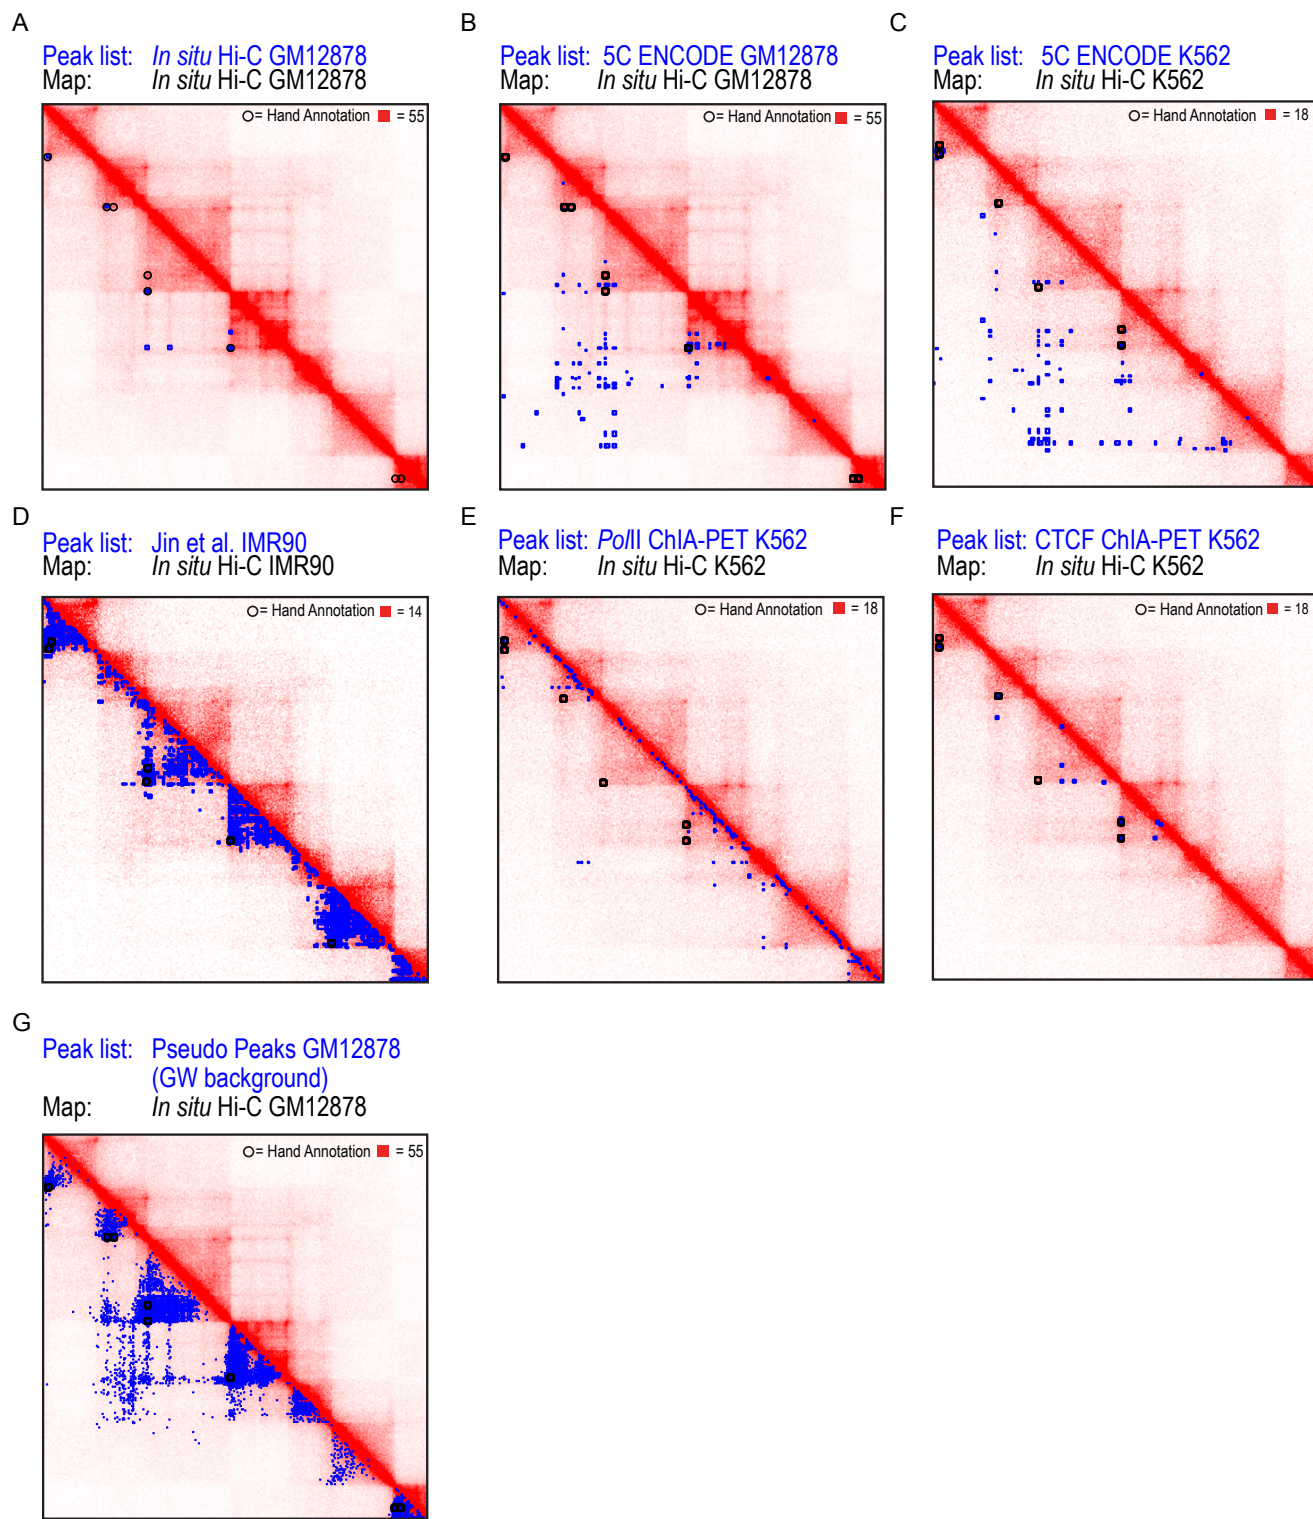 A
Peak list: In situ Hi-C GM12878
Map: In situ Hi-C GM12878
= Hand Annotation = 55
B
Peak list: 5C ENCODE GM12878
Map: In situ Hi-C GM12878
= Hand Annotation = 55
C
Peak list: 5C ENCODE K562
Map: In situ Hi-C K562
= Hand Annotation = 18
D
Peak list: Jin et al. IMR90
Map: In situ Hi-C IMR90
= Hand Annotation = 14
E
Peak list: PolII ChIA-PET K562
Map: In situ Hi-C K562
= Hand Annotation = 18
F
Peak list: CTCF ChIA-PET K562
Map: In situ Hi-C K562
= Hand Annotation = 18
G
Peak list: Pseudo Peaks GM12878
(GW background)
Map: In situ Hi-C GM12878
= Hand Annotation = 55